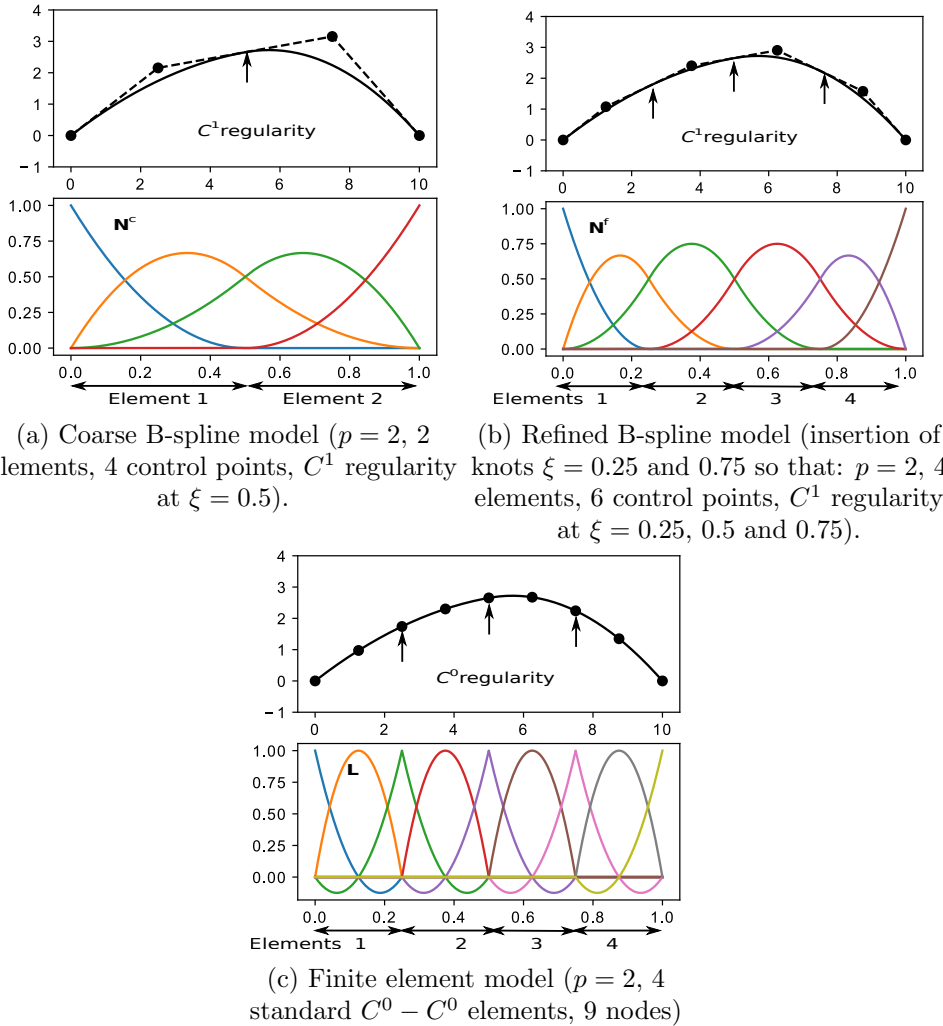 4
3
2
1
0
−1
C¹regularity
0 2 4 6 8 10
1.00
0.75
0.50
0.25
0.00
Nᶜ
0.0 0.2 0.4 0.6 0.8 1.0
Element 1 Element 2
(a) Coarse B-spline model (p = 2, 2
lements, 4 control points, C¹ regularity
at ξ = 0.5).
4
3
2
1
0
−1
C¹regularity
0 2 4 6 8 10
1.00
0.75
0.50
0.25
0.00
Nᶠ
0.0 0.2 0.4 0.6 0.8 1.0
Elements 1 2 3 4
(b) Refined B-spline model (insertion of
knots ξ = 0.25 and 0.75 so that: p = 2, 4
elements, 6 control points, C¹ regularity
at ξ = 0.25, 0.5 and 0.75).
4
3
2
1
0
−1
C⁰regularity
0 2 4 6 8 10
1.00
0.75
0.50
0.25
0.00
L
0.0 0.2 0.4 0.6 0.8 1.0
Elements 1 2 3 4
(c) Finite element model (p = 2, 4
standard C⁰ − C⁰ elements, 9 nodes)